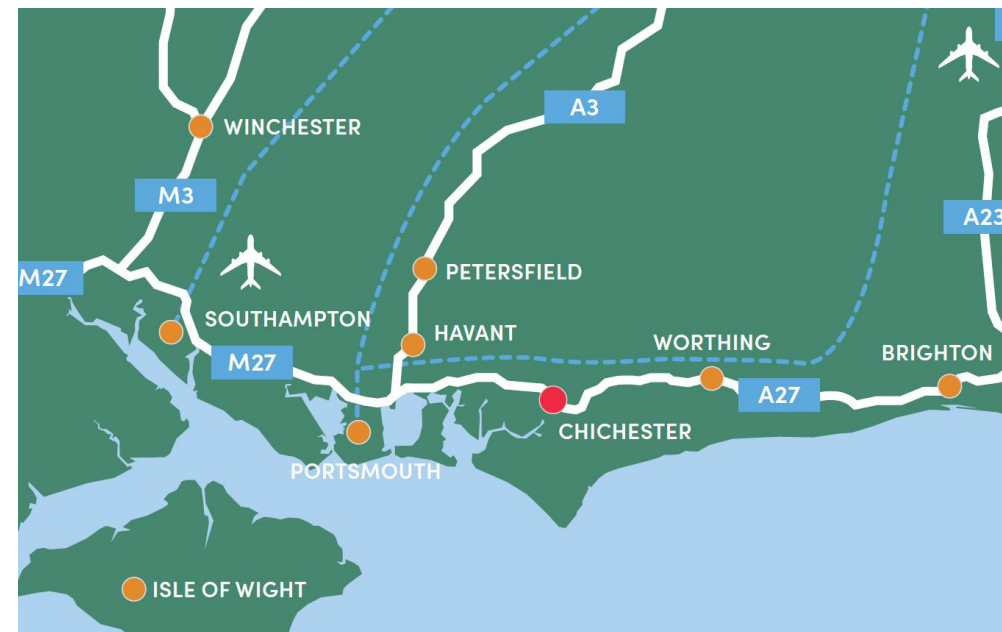 WINCHESTER
A3
M3
A23
M27
PETERSFIELD
SOUTHAMPTON
HAVANT
WORTHING
BRIGHTON
M27
A27
CHICHESTER
PORTSMOUTH
ISLE OF WIGHT